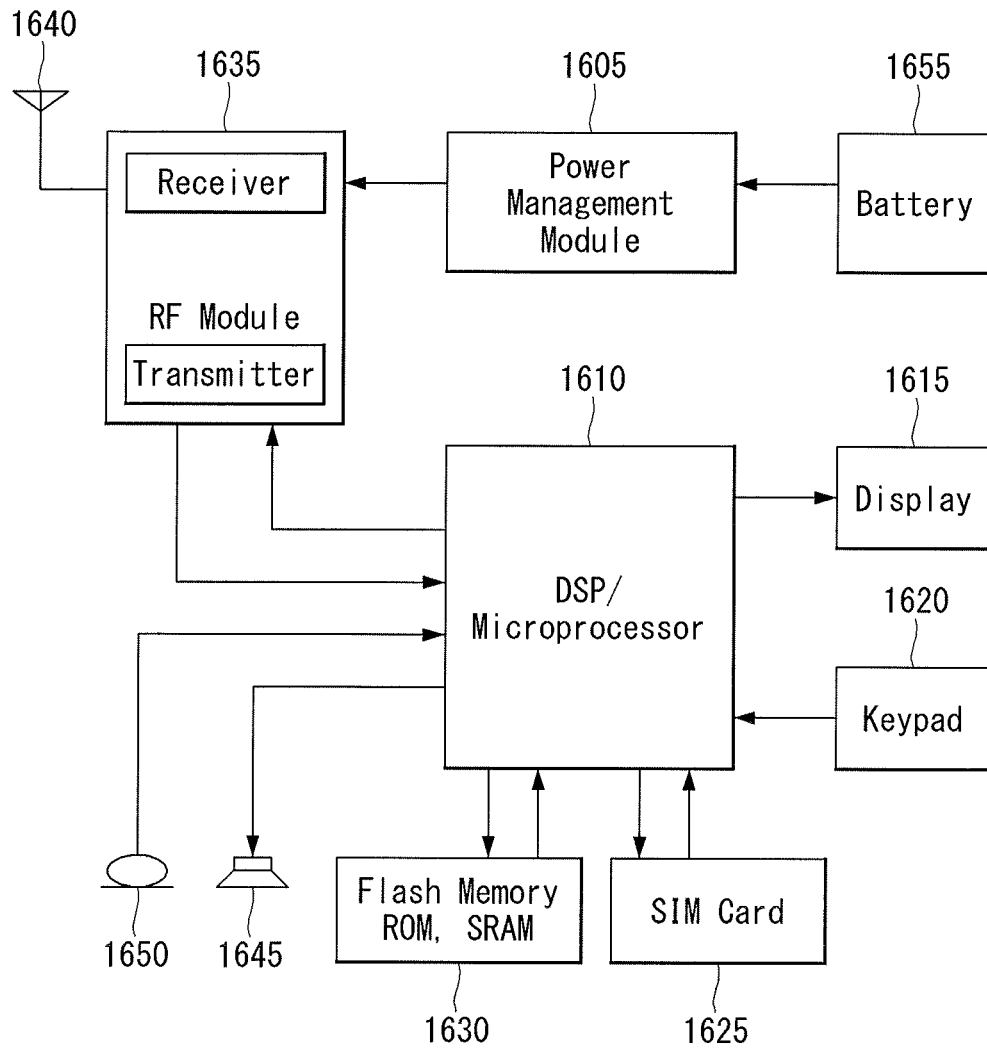 1640
1635
1605
1655
Receiver
RF Module
Transmitter
Power
Management
Module
Battery
1610
1615
DSP/
Microprocessor
Display
1620
Keypad
1650
1645
Flash Memory
ROM, SRAM
SIM Card
1630
1625